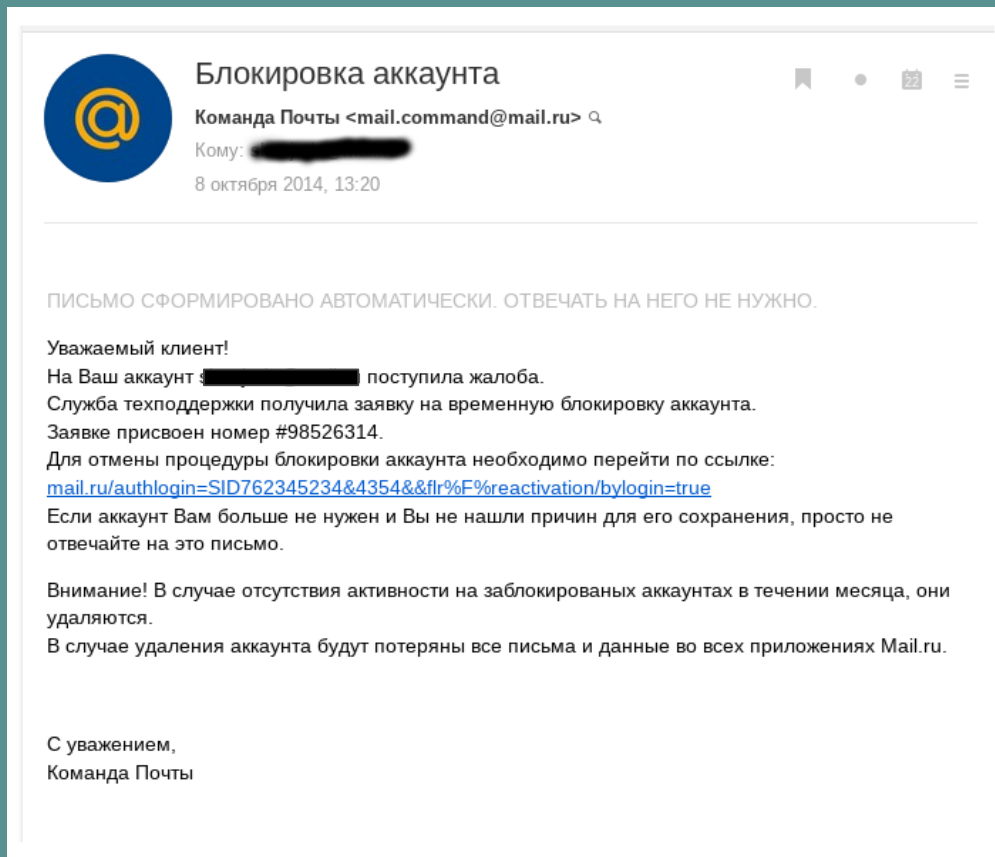 Блокировка аккаунта
Команда Почты <mail.command@mail.ru>
Кому:
8 октября 2014, 13:20
22
ПИСЬМО СФОРМИРОВАНО АВТОМАТИЧЕСКИ. ОТВЕЧАТЬ НА НЕГО НЕ НУЖНО.
Уважаемый клиент!
На Ваш аккаунт поступила жалоба.
Служба техподдержки получила заявку на временную блокировку аккаунта.
Заявке присвоен номер #98526314.
Для отмены процедуры блокировки аккаунта необходимо перейти по ссылке:
mail.ru/authlogin=SID762345234&4354&&flr%F%reactivation/bylogin=true
Если аккаунт Вам больше не нужен и Вы не нашли причин для его сохранения, просто не
отвечайте на это письмо.
Внимание! В случае отсутствия активности на заблокированых аккаунтах в течении месяца, они
удаляются.
В случае удаления аккаунта будут потеряны все письма и данные во всех приложениях Mail.ru.
С уважением,
Команда Почты